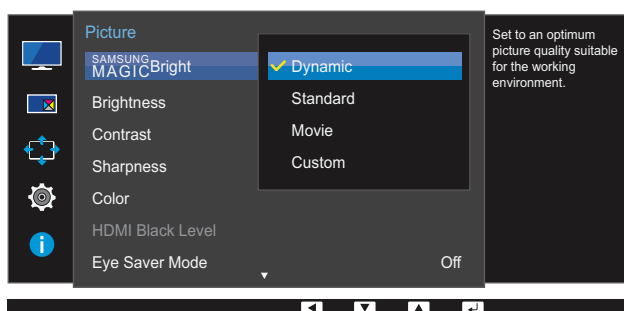 Picture
SAMSUNG
MAGICBright
Dynamic
Brightness
Standard
Contrast
Movie
Sharpness
Custom
Color
HDMI Black Level
Eye Saver Mode
Off
Set to an optimum
picture quality suitable
for the working
environment.